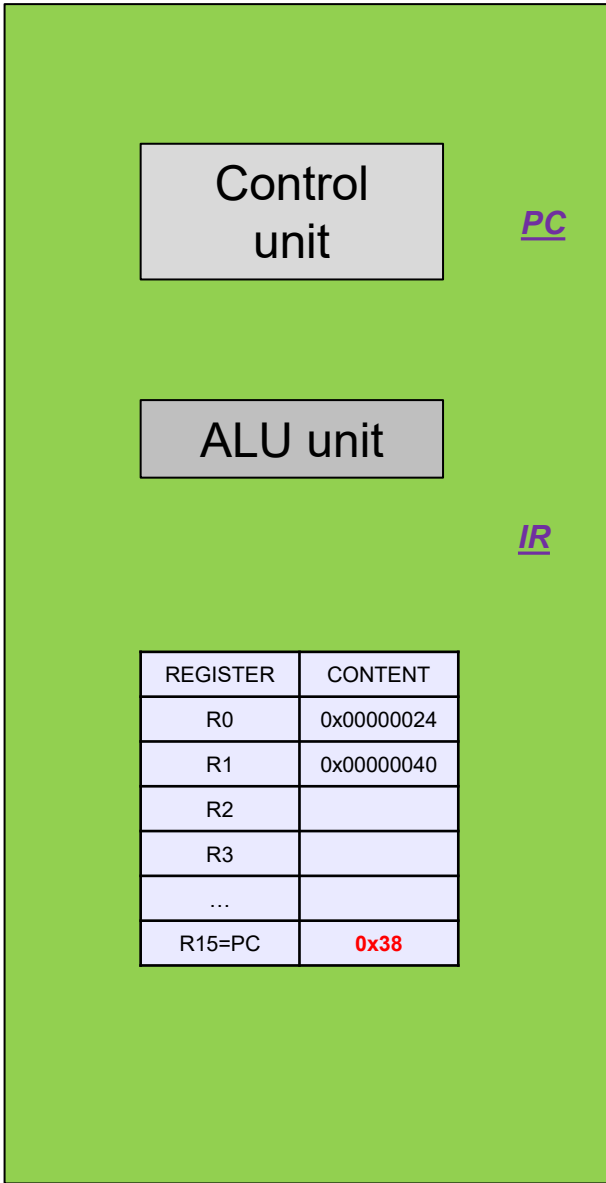 Control
unit
PC
ALU unit
IR
REGISTER CONTENT
R0 0x00000024
R1 0x00000040
R2
R3
…
R15=PC 0x38